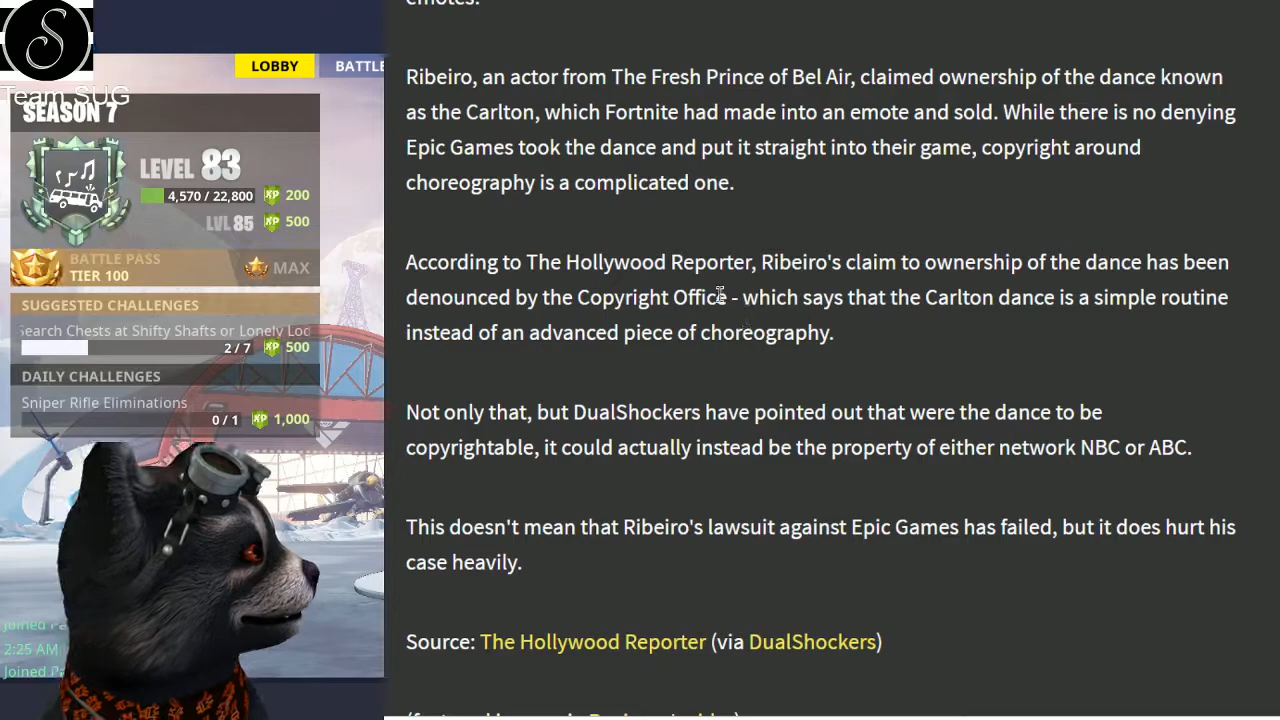 S
Team SUG
LOBBY
BATTLE
SEASON 7
LEVEL 83
4,570 / 22,800
XP 200
LVL 85
XP 500
BATTLE PASS
TIER 100
MAX
SUGGESTED CHALLENGES
Search Chests at Shifty Shafts or Lonely Loc
2 / 7
XP 500
DAILY CHALLENGES
Sniper Rifle Eliminations
0 / 1
XP 1,000
Joined Pa
2:25 AM
Joined Pa
emotes.
Ribeiro, an actor from The Fresh Prince of Bel Air, claimed ownership of the dance known
as the Carlton, which Fortnite had made into an emote and sold. While there is no denying
Epic Games took the dance and put it straight into their game, copyright around
choreography is a complicated one.
According to The Hollywood Reporter, Ribeiro's claim to ownership of the dance has been
denounced by the Copyright Office - which says that the Carlton dance is a simple routine
instead of an advanced piece of choreography.
Not only that, but DualShockers have pointed out that were the dance to be
copyrightable, it could actually instead be the property of either network NBC or ABC.
This doesn't mean that Ribeiro's lawsuit against Epic Games has failed, but it does hurt his
case heavily.
Source: The Hollywood Reporter (via DualShockers)